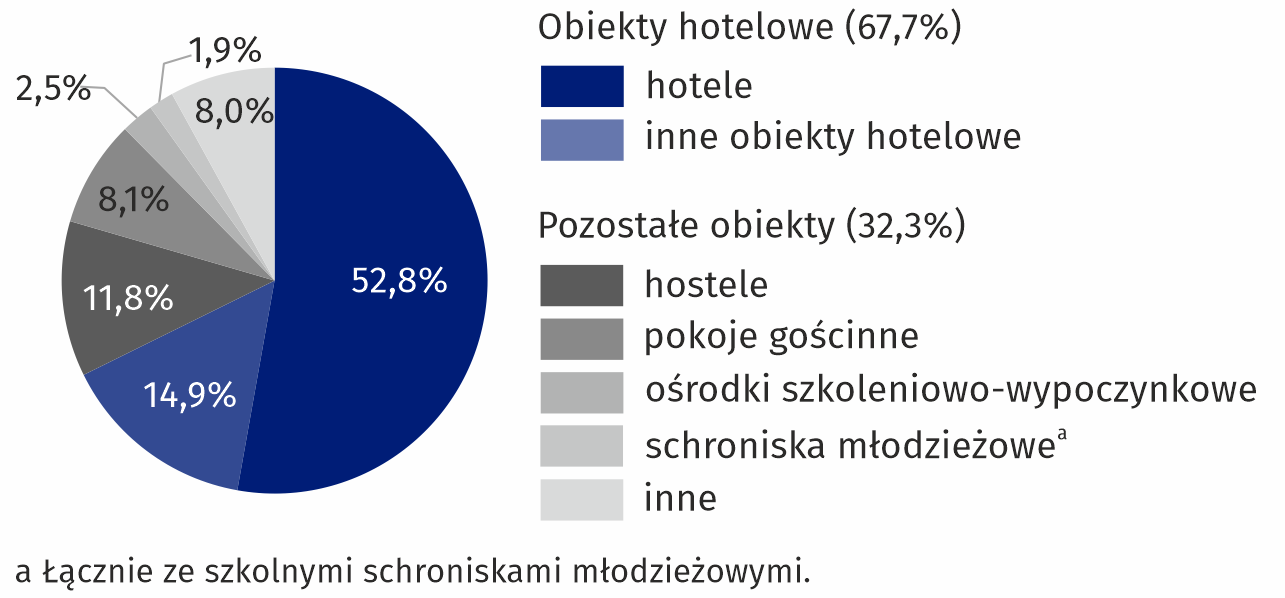 Obiekty hotelowe (67,7%)
hotele
inne obiekty hotelowe
Pozostałe obiekty (32,3%)
hostele
pokoje gościnne
ośrodki szkoleniowo-wypoczynkowe
schroniska młodzieżoweᵃ
inne
1,9%
2,5%
8,0%
8,1%
52,8%
11,8%
14,9%
a Łącznie ze szkolnymi schroniskami młodzieżowymi.